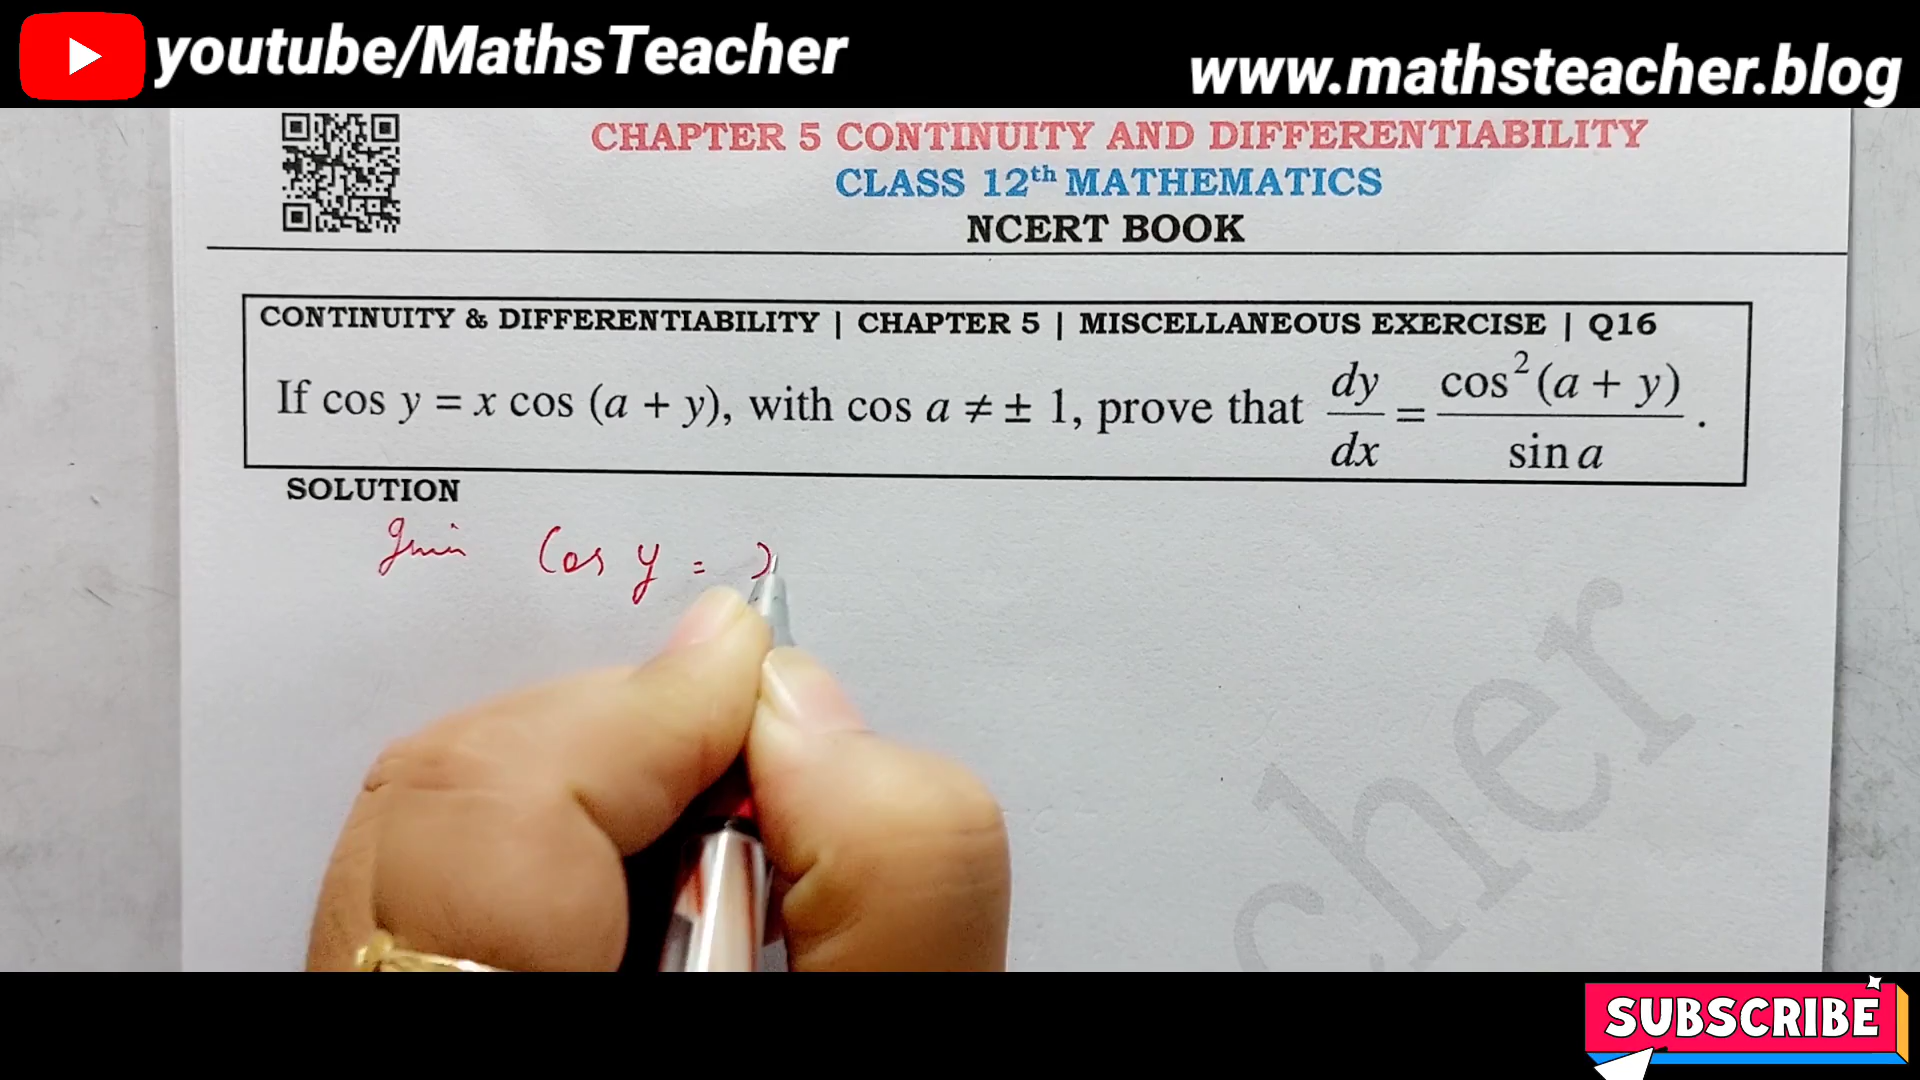 youtube/MathsTeacher
www.mathsteacher.blog
CHAPTER 5 CONTINUITY AND DIFFERENTIABILITY
CLASS 12th MATHEMATICS
NCERT BOOK
CONTINUITY & DIFFERENTIABILITY | CHAPTER 5 | MISCELLANEOUS EXERCISE | Q16
If cos y = x cos (a + y), with cos a ≠ ± 1, prove that dy/dx = cos²(a + y)/sin a .
SOLUTION
Cos y =
cher
SUBSCRIBE